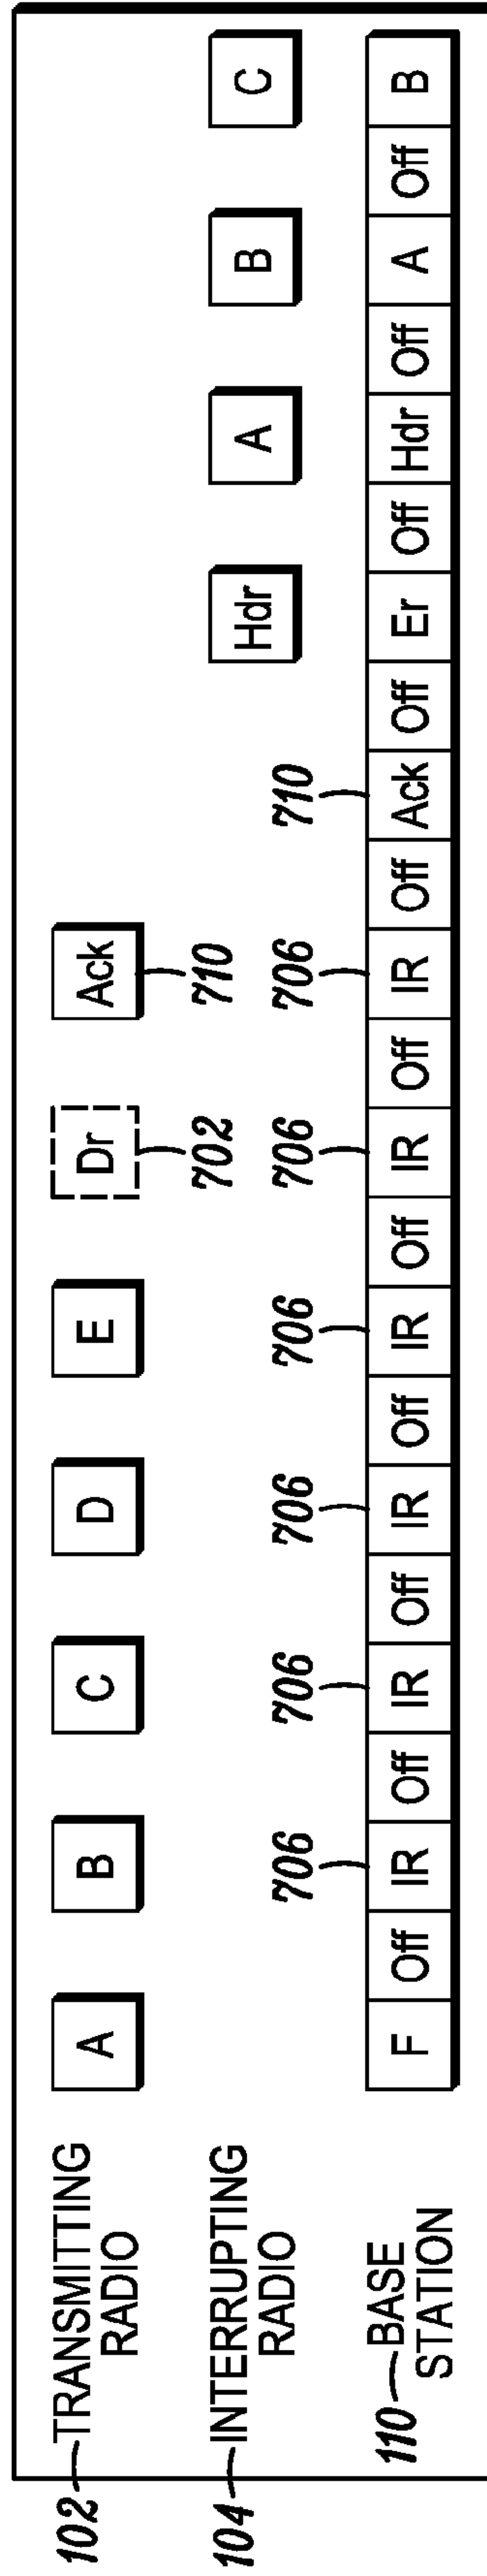 102 TRANSMITTING RADIO
A B C D E Dr Ack
702 710
104 INTERRUPTING RADIO
Hdr A B C
706 706 706 706 706 706 710
110 BASE STATION
F Off IR Off IR Off IR Off IR Off IR Off IR Off Ack Off Er Off Hdr Off A Off B